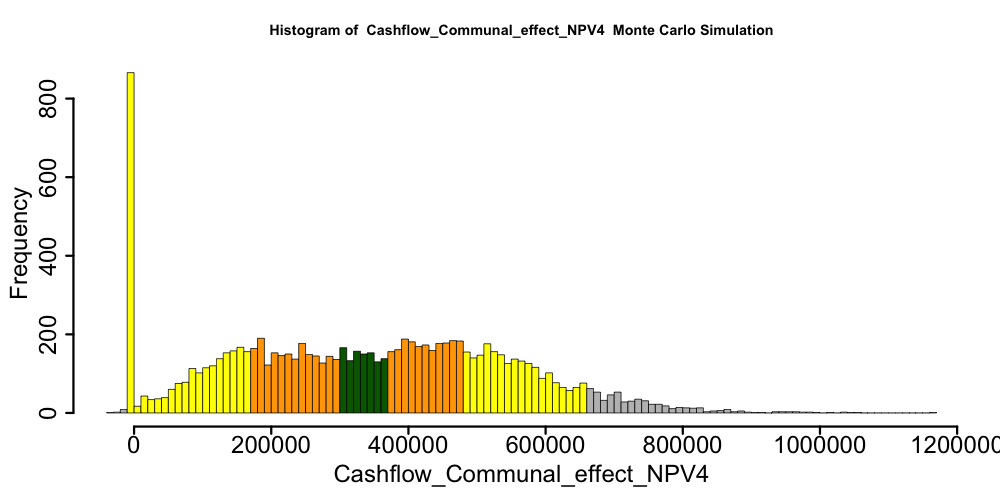 Histogram of  Cashflow_Communal_effect_NPV4  Monte Carlo Simulation
Frequency
800
600
400
200
0
0 200000 400000 600000 800000 1000000 1200000
Cashflow_Communal_effect_NPV4